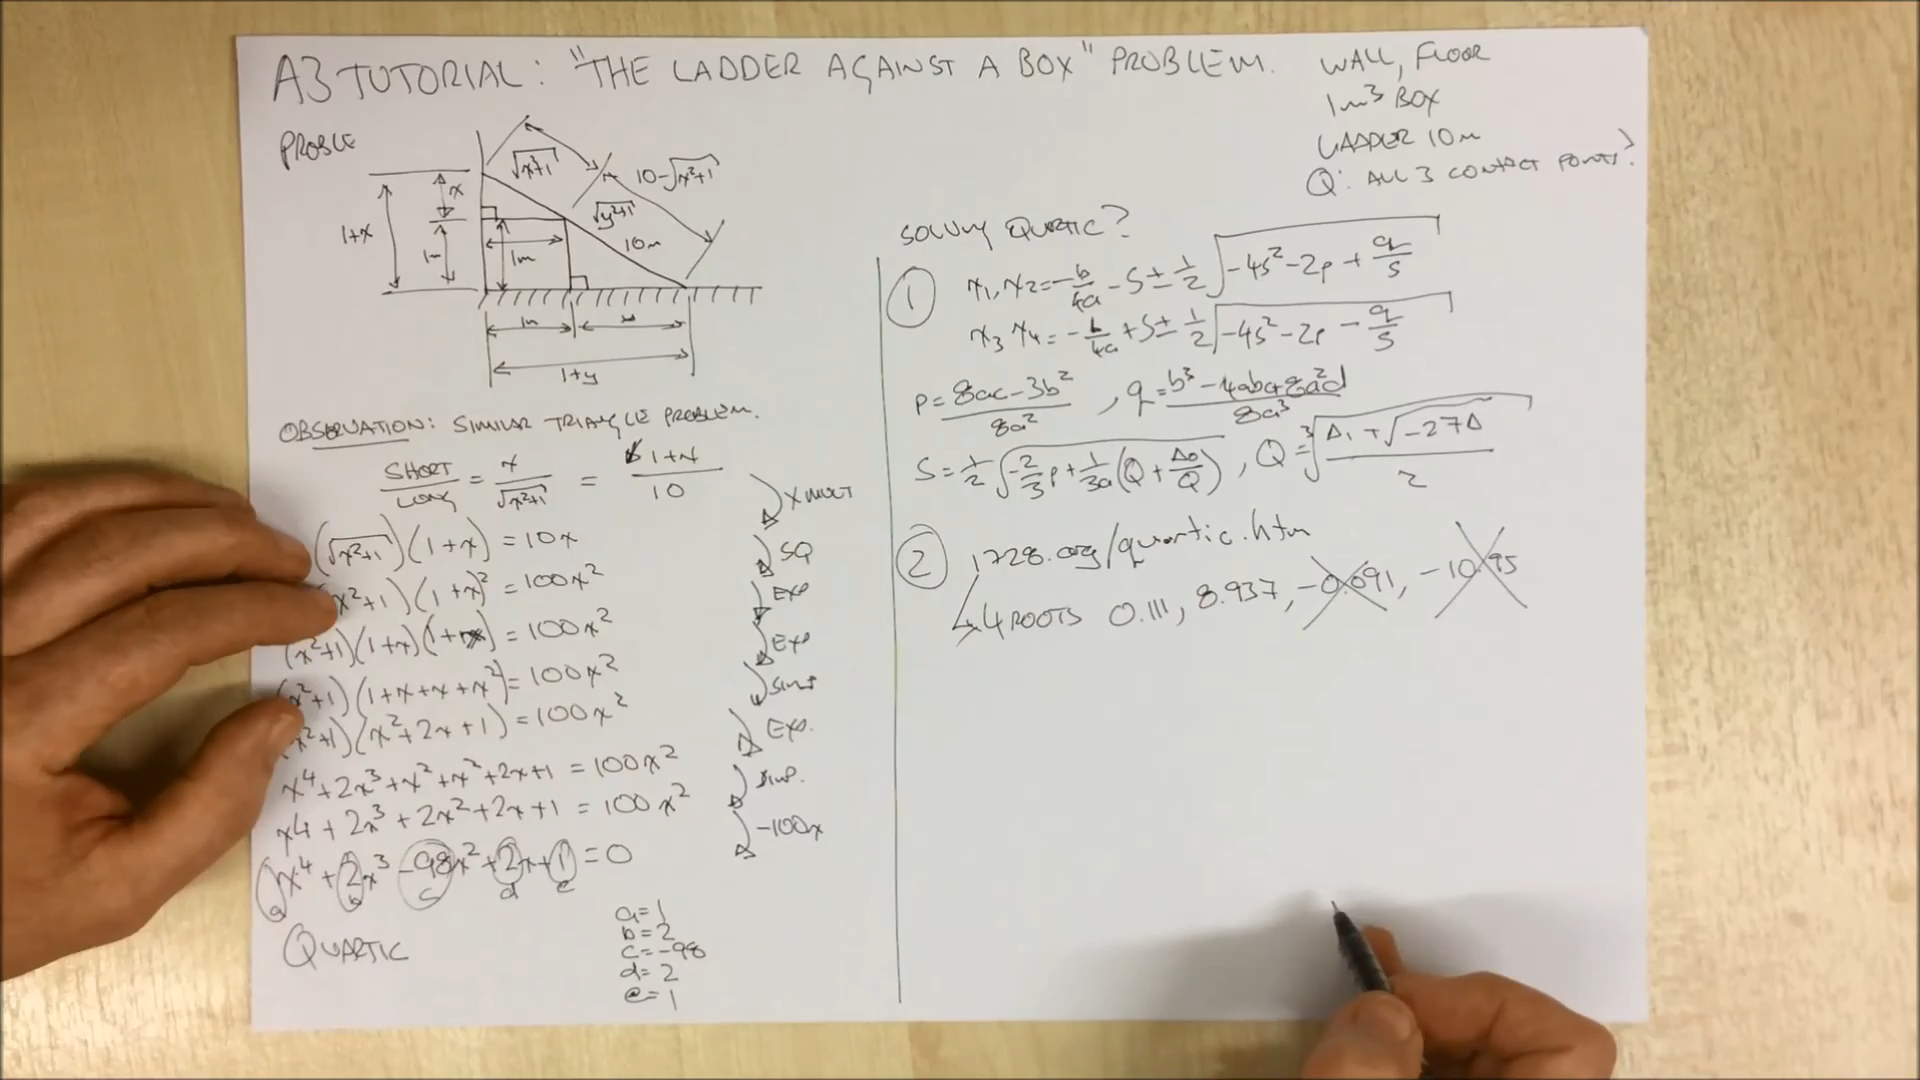 A3 TUTORIAL: "THE LADDER AGAINST A BOX" PROBLEM.
WALL, FLOOR
1m³ BOX
LADDER 10m
Q: ALL 3 CONTACT POINTS?
PROBLE
√x²+1
10-√x²+1
x
√y²+1
10m
1+x
1m
1m
1m
1+y
OBSERVATION: SIMILAR TRIANGLE PROBLEM.
SHORT/LONG = x/√x²+1 = 1+x/10
X MULT
(√x²+1)(1+x) = 10x
SQ
(x²+1)(1+x)² = 100x²
EXP
(x²+1)(1+x)(1+x) = 100x²
EXP
(x²+1)(1+x+x+x²) = 100x²
SIMP
(x²+1)(x²+2x+1) = 100x²
EXP.
x⁴+2x³+x²+x²+2x+1 = 100x²
SIMP.
x4+2x³+2x²+2x+1 = 100x²
-100x
x⁴+2x³-98x²+2x+1 = 0
a b c d e
QUARTIC
a=1
b=2
c=-98
d=2
e=1
SOLVING QUARTIC?
1
x₁,x₂ = -b/4a - S ± 1/2 √-4S²-2p+q/S
x₃ x₄ = -b/4a + S ± 1/2 √-4S²-2p-q/S
p = 8ac-3b²/8a², q = b³-4abc+8a²d/8a³
S = 1/2 √-2/3 p + 1/3a (Q + Δ₀/Q), Q = ³√Δ₁+√-27Δ/2
2
1728.org/quartic.htm
4 ROOTS 0.111, 8.937, -0.091, -10.95